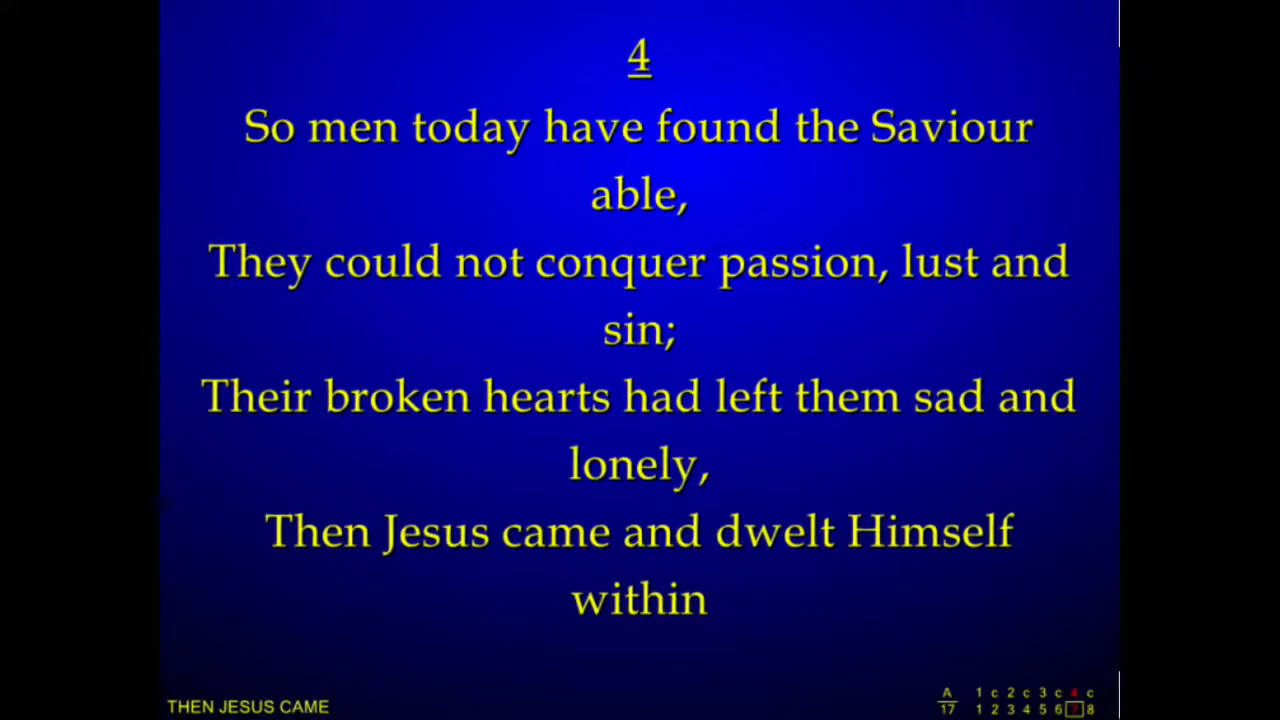 4
So men today have found the Saviour
able,
They could not conquer passion, lust and
sin;
Their broken hearts had left them sad and
lonely,
Then Jesus came and dwelt Himself
within
THEN JESUS CAME
A 1 c 2 c 3 c 4 c
17 1 2 3 4 5 6 7 8